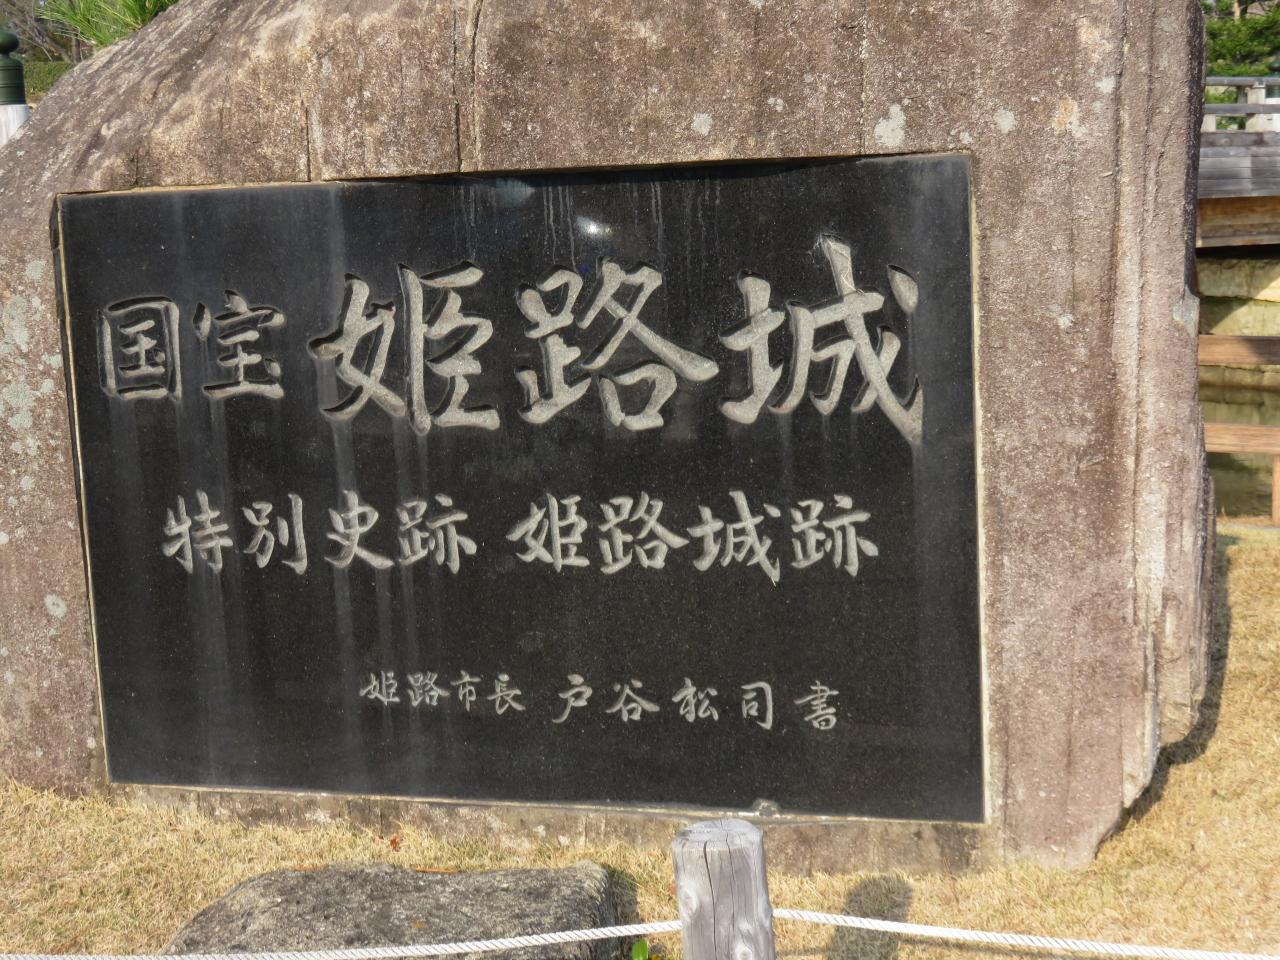 国宝 姫路城
特別史跡 姫路城跡
姫路市長 戸谷松司 書